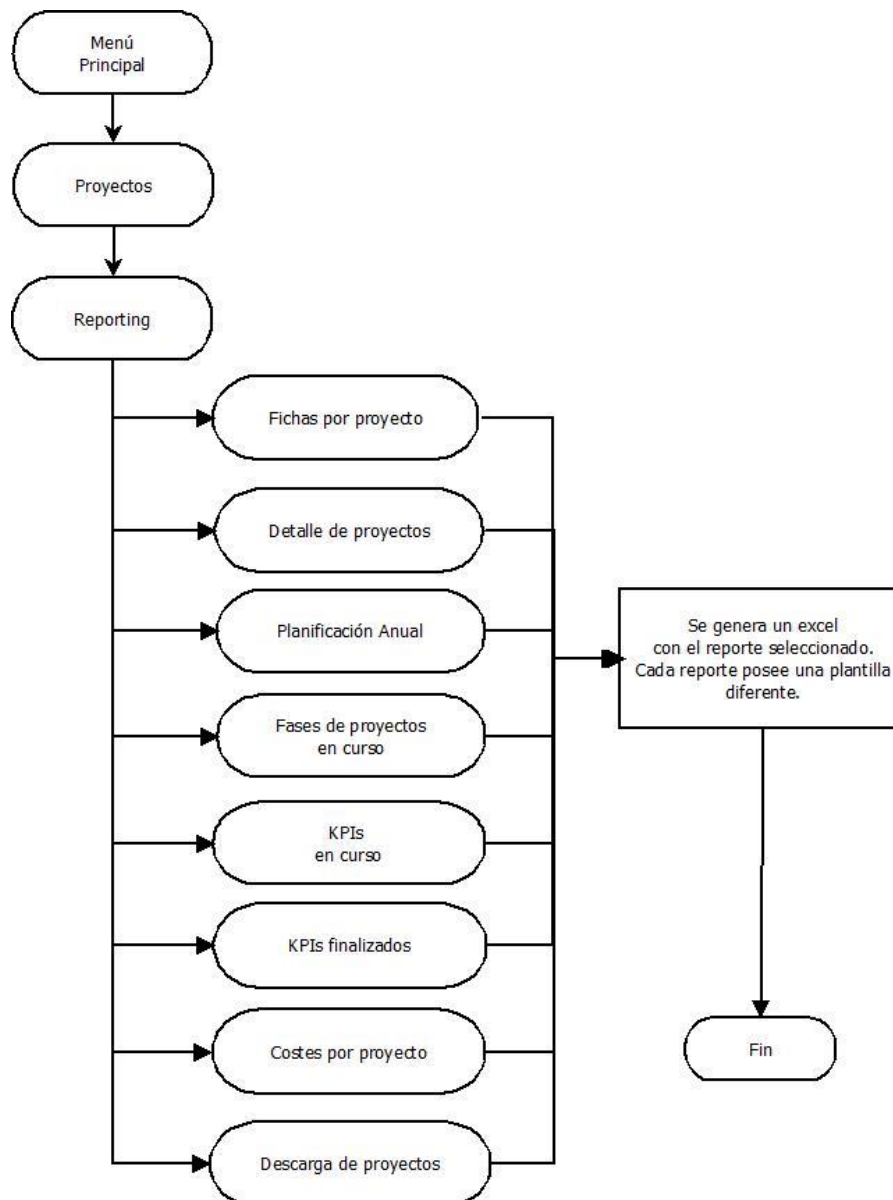 Menú
Principal
Proyectos
Reporting
Fichas por proyecto
Detalle de proyectos
Planificación Anual
Fases de proyectos
en curso
KPIs
en curso
KPIs finalizados
Costes por proyecto
Descarga de proyectos
Se genera un excel
con el reporte seleccionado.
Cada reporte posee una plantilla
diferente.
Fin